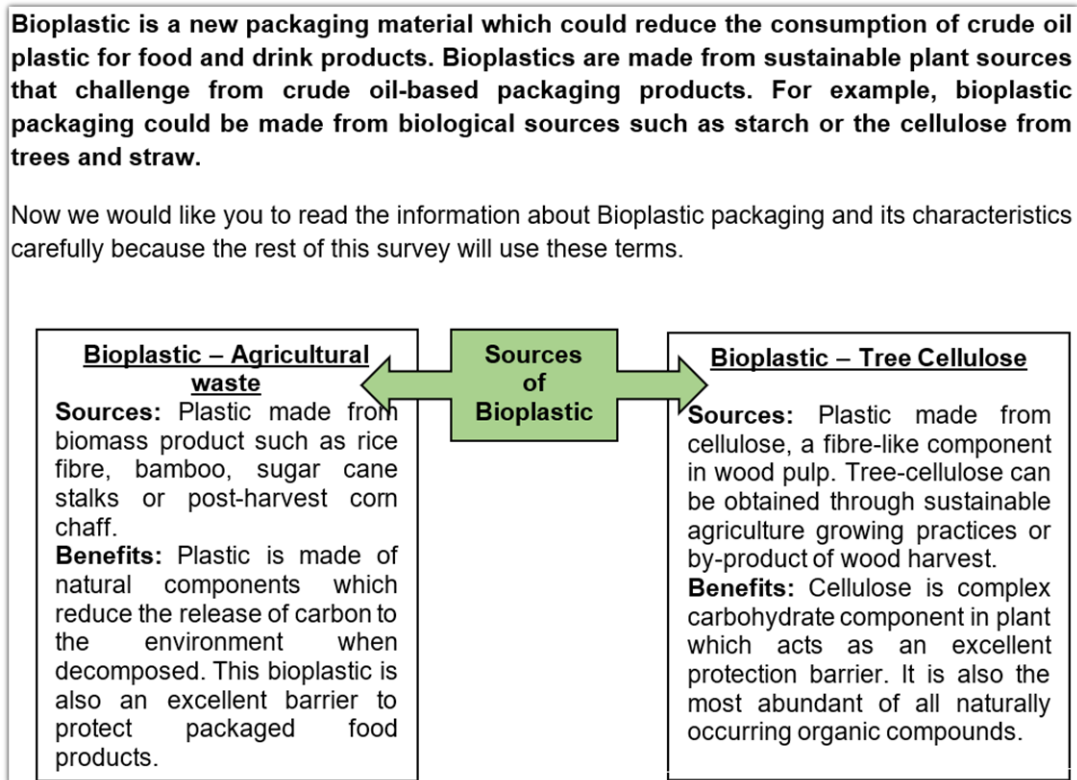 Bioplastic is a new packaging material which could reduce the consumption of crude oil
plastic for food and drink products. Bioplastics are made from sustainable plant sources
that challenge from crude oil-based packaging products. For example, bioplastic
packaging could be made from biological sources such as starch or the cellulose from
trees and straw.
Now we would like you to read the information about Bioplastic packaging and its characteristics
carefully because the rest of this survey will use these terms.
Bioplastic – Agricultural
waste
Sources: Plastic made from
biomass product such as rice
fibre, bamboo, sugar cane
stalks or post-harvest corn
chaff.
Benefits: Plastic is made of
natural components which
reduce the release of carbon to
the environment when
decomposed. This bioplastic is
also an excellent barrier to
protect packaged food
products.
Sources
of
Bioplastic
Bioplastic – Tree Cellulose
Sources: Plastic made from
cellulose, a fibre-like component
in wood pulp. Tree-cellulose can
be obtained through sustainable
agriculture growing practices or
by-product of wood harvest.
Benefits: Cellulose is complex
carbohydrate component in plant
which acts as an excellent
protection barrier. It is also the
most abundant of all naturally
occurring organic compounds.